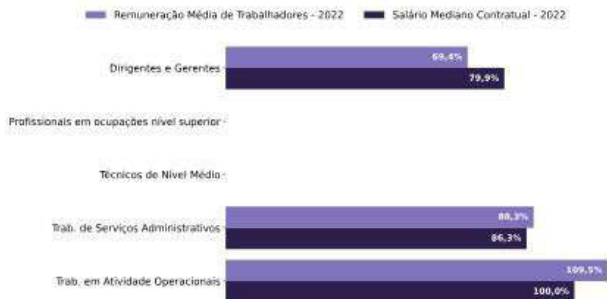 Remuneração Média de Trabalhadores - 2022 Salário Mediano Contratual - 2022
Dirigentes e Gerentes
69,4%
79,9%
Profissionais em ocupações nível superior
Técnicos de Nível Médio
Trab. de Serviços Administrativos
88,3%
86,3%
Trab. em Atividade Operacionais
109,5%
100,0%